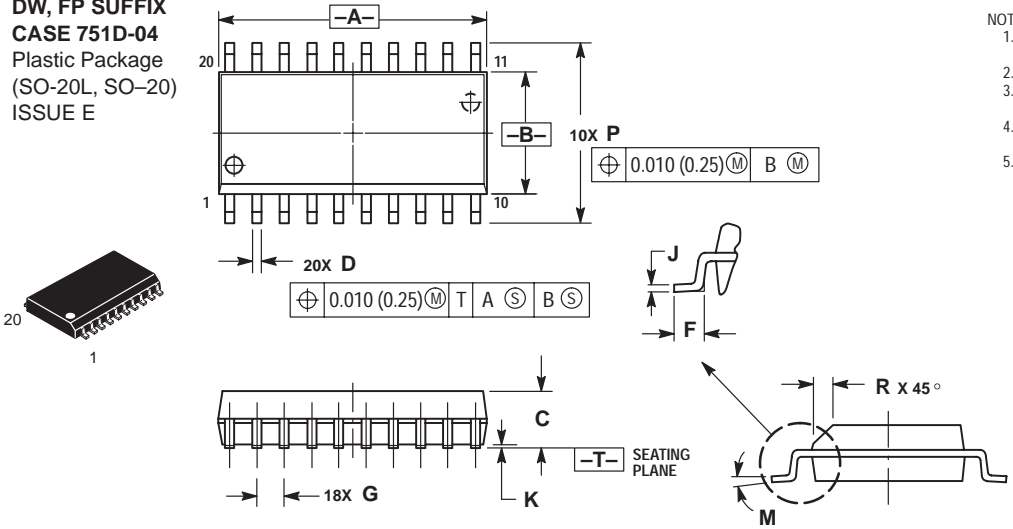 DW, FP SUFFIX
CASE 751D-04
Plastic Package
(SO-20L, SO–20)
ISSUE E
–A–
20
11
–B–
10X P
0.010 (0.25) M B M
1
10
20X D
0.010 (0.25) M T A S B S
20
1
J
F
C
–T– SEATING PLANE
K
18X G
R X 45°
M
NOT
1.
2.
3.
4.
5.